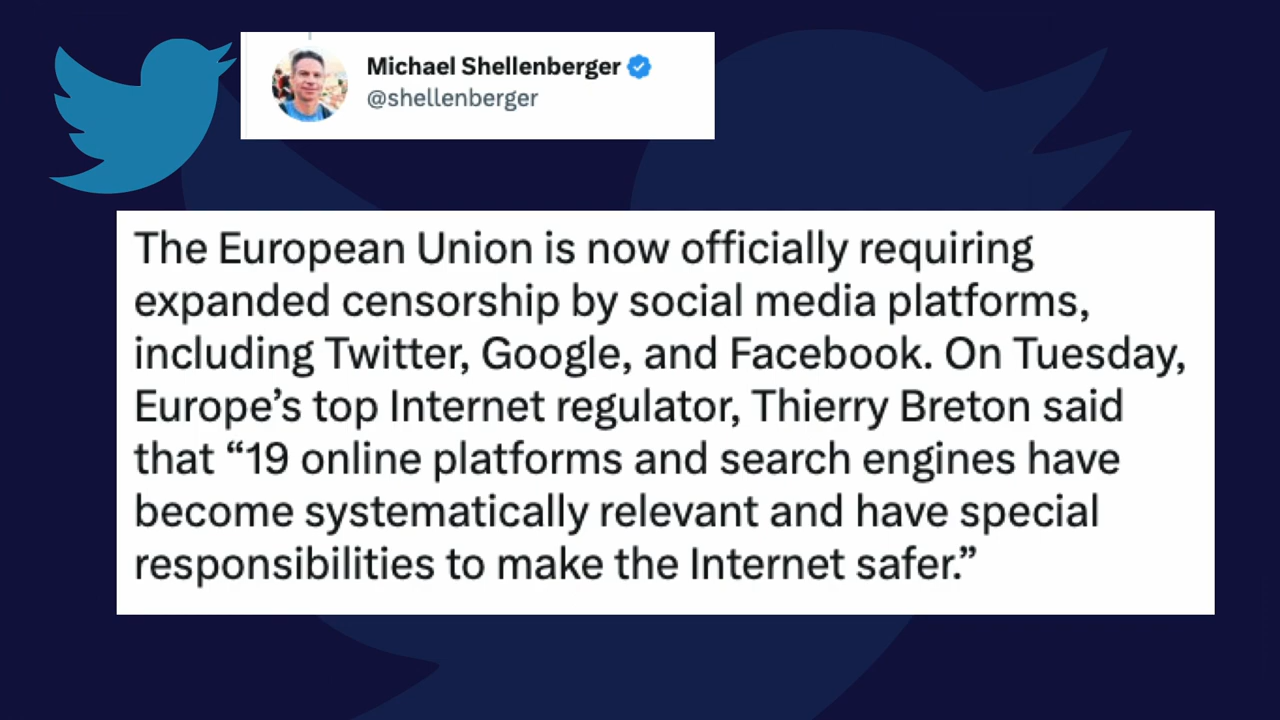 Michael Shellenberger
@shellenberger
The European Union is now officially requiring
expanded censorship by social media platforms,
including Twitter, Google, and Facebook. On Tuesday,
Europe’s top Internet regulator, Thierry Breton said
that “19 online platforms and search engines have
become systematically relevant and have special
responsibilities to make the Internet safer.”